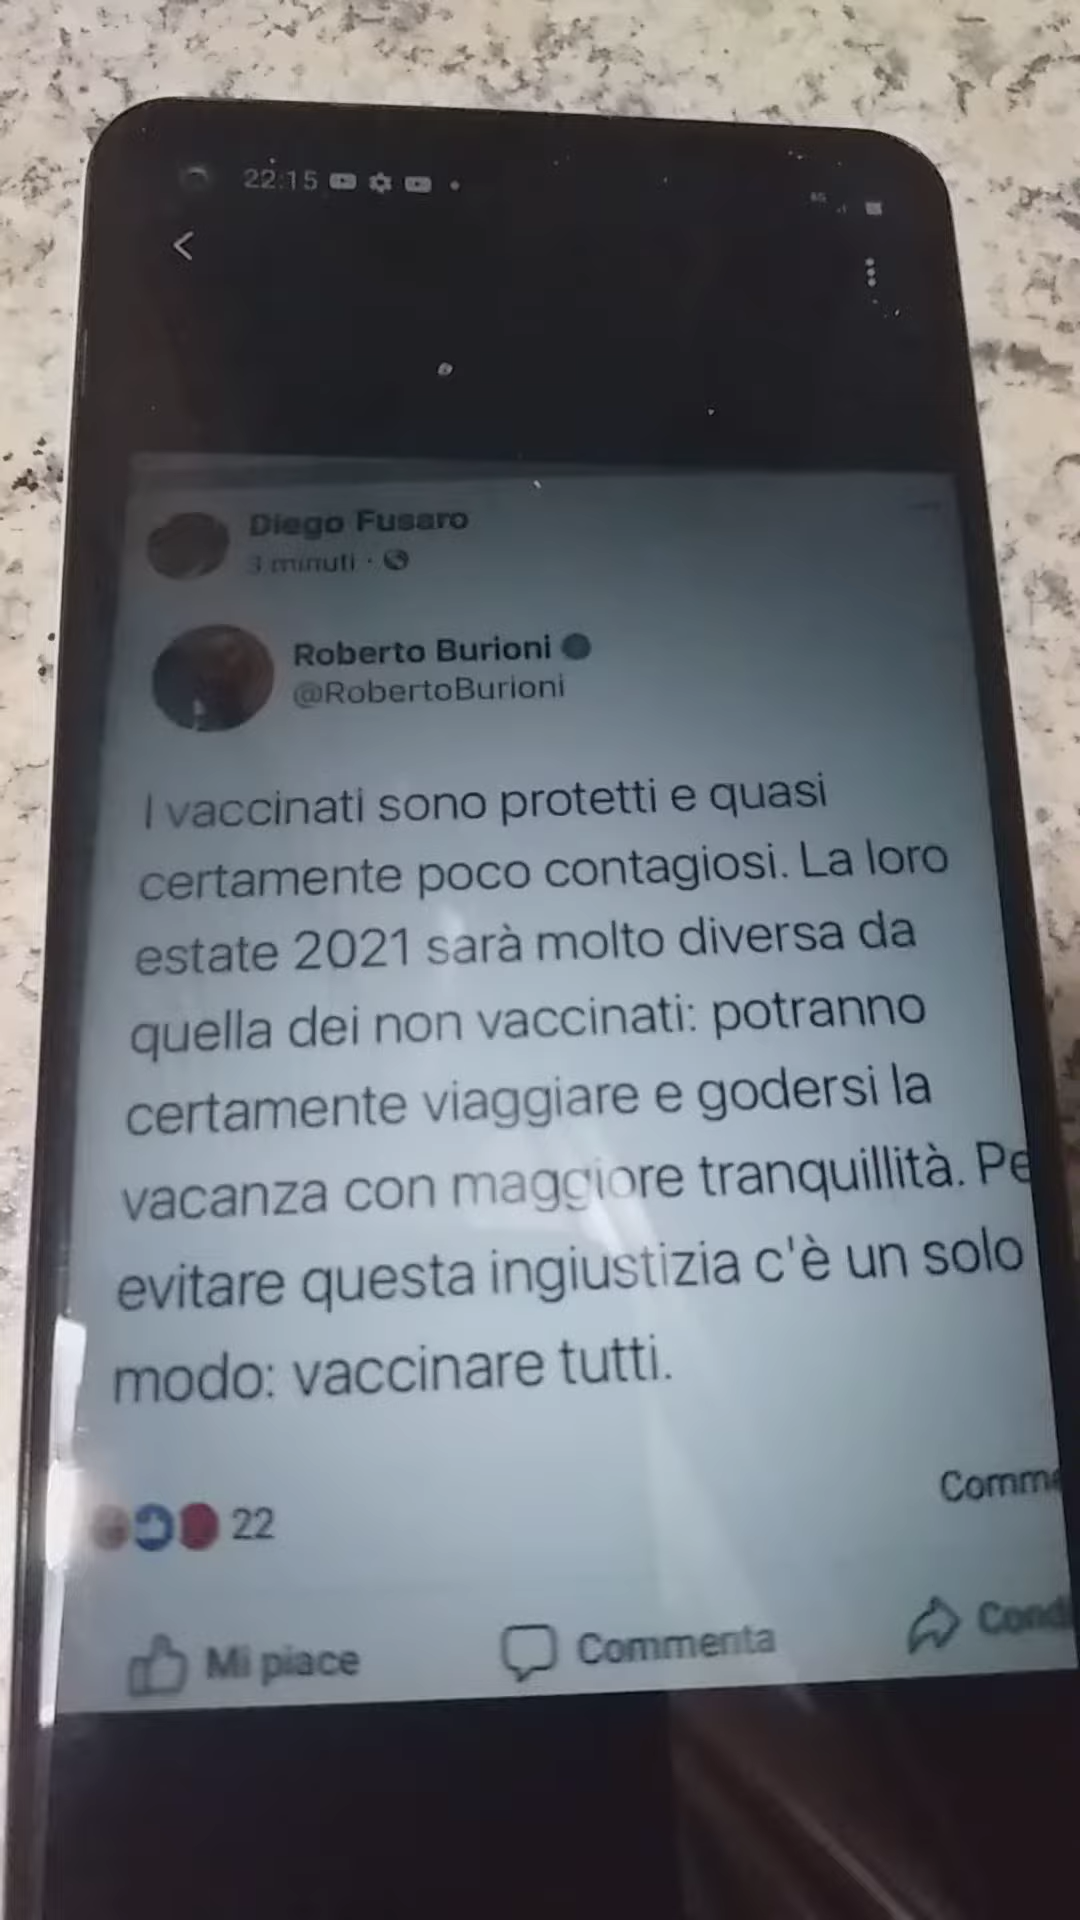 22:15
Diego Fusaro
3 minuti ·
Roberto Burioni
@RobertoBurioni
I vaccinati sono protetti e quasi
certamente poco contagiosi. La loro
estate 2021 sarà molto diversa da
quella dei non vaccinati: potranno
certamente viaggiare e godersi la
vacanza con maggiore tranquillità. Pe
evitare questa ingiustizia c'è un solo
modo: vaccinare tutti.
22
Comme
Mi piace
Commenta
Condi